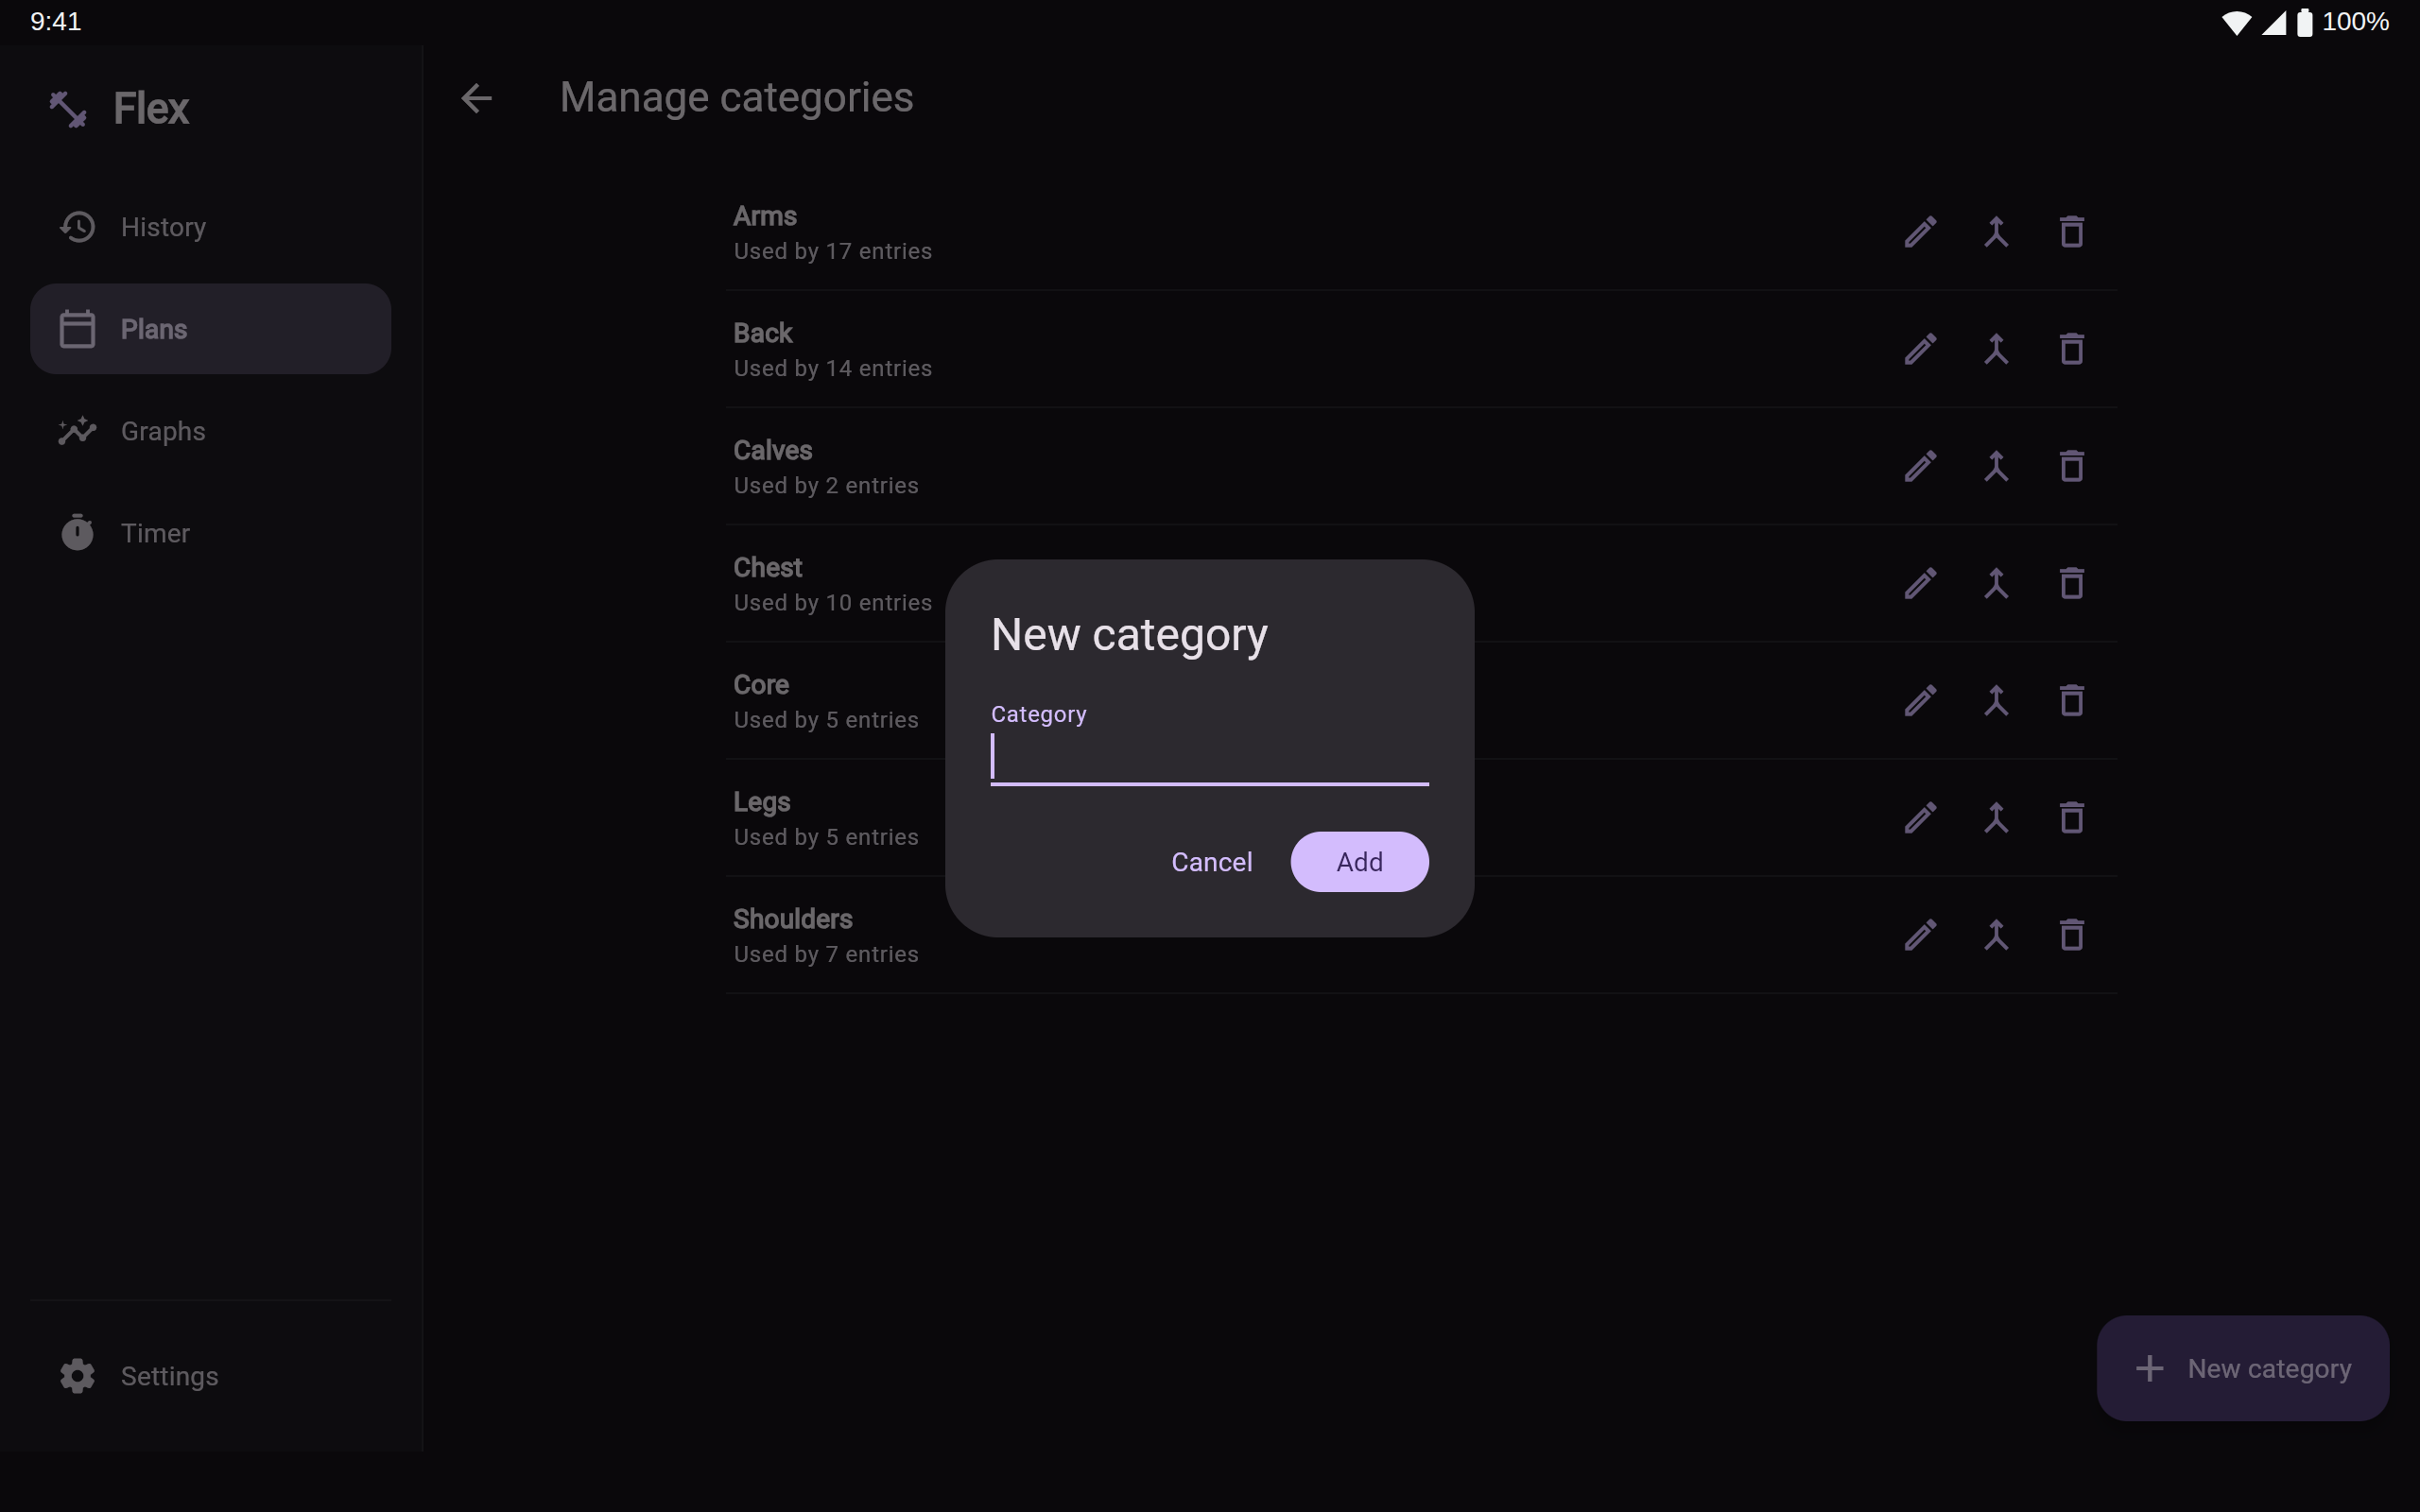 9:41
100%
Flex
History
Plans
Graphs
Timer
Settings
Manage categories
Arms
Used by 17 entries
Back
Used by 14 entries
Calves
Used by 2 entries
Chest
Used by 10 entries
Core
Used by 5 entries
Legs
Used by 5 entries
Shoulders
Used by 7 entries
New category
Category
Cancel
Add
New category